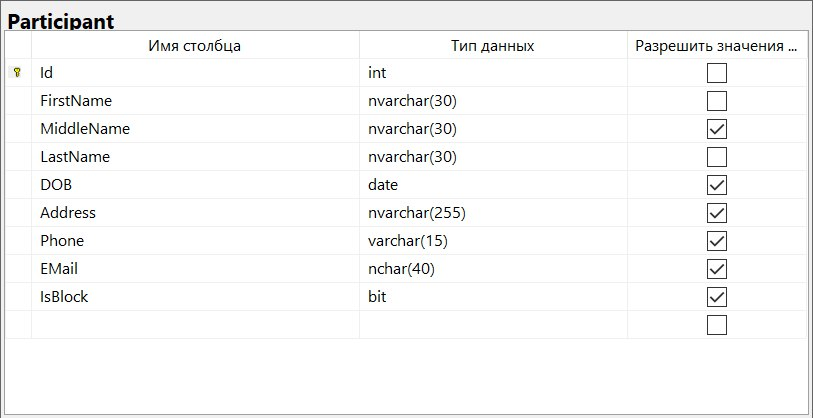 Participant
Имя столбца Тип данных Разрешить значения ...
Id int
FirstName nvarchar(30)
MiddleName nvarchar(30)
LastName nvarchar(30)
DOB date
Address nvarchar(255)
Phone varchar(15)
EMail nchar(40)
IsBlock bit